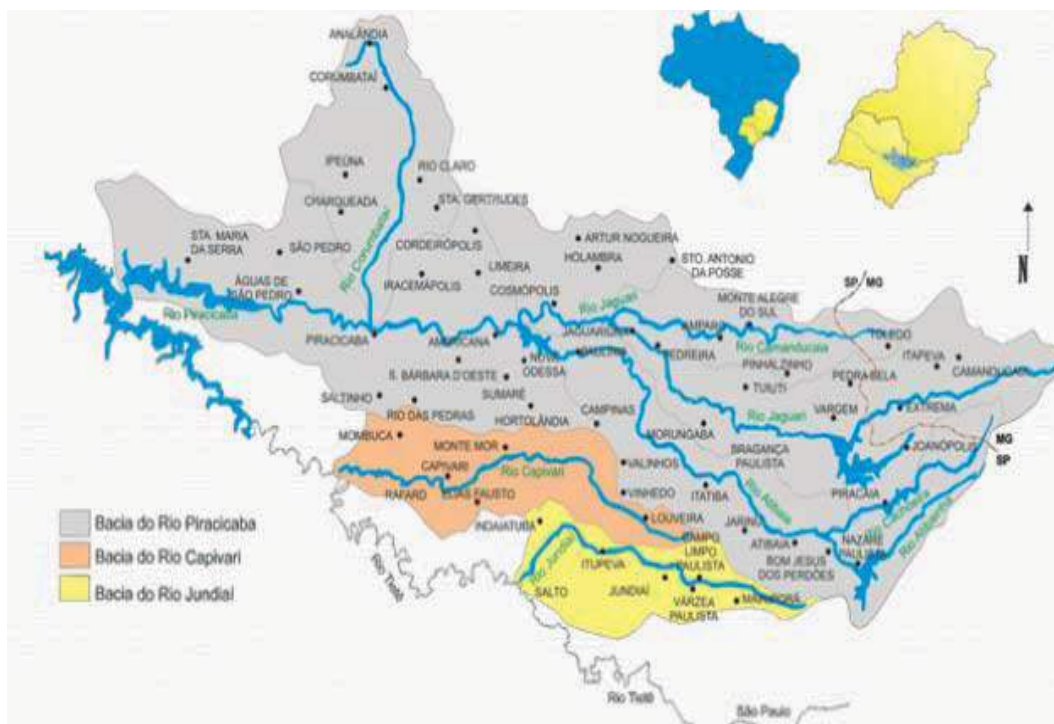 ANALÂNDIA
CORUMBATAÍ
IPEÚNA
RIO CLARO
CHARQUEADA
STA. GERTRUDES
STA. MARIA
DA SERRA
SÃO PEDRO
Rio Corumbataí
CORDEIRÓPOLIS
ARTUR NOGUEIRA
HOLAMBRA
STO. ANTONIO
DA POSSE
SP/MG
N
ÁGUAS DE
SÃO PEDRO
IRACEMÁPOLIS
LIMEIRA
COSMÓPOLIS
Rio Jaguari
MONTE ALEGRE
DO SUL
Rio Piracicaba
PIRACICABA
AMERICANA
JAGUARIÚNA
AMPARO
TOLEDO
Rio Camanducaia
ITAPEVA
CAMANDUCAIA
PAULÍNIA
PEDREIRA
NOVA
ODESSA
PINHALZINHO
PEDRA BELA
S. BÁRBARA D'OESTE
TUIUTI
SALTINHO
SUMARÉ
RIO DAS PEDRAS
HORTOLÂNDIA
CAMPINAS
Rio Jaguari
VARGEM
EXTREMA
MOMBUCA
MONTE MOR
MORUNGABA
BRAGANÇA
PAULISTA
JOANÓPOLIS
MG
SP
CAPIVARI
Rio Capivari
VALINHOS
RAFARD
ELIAS FAUSTO
VINHEDO
ITATIBA
Rio Atibaia
PIRACAIA
Rio Cachoeira
Rio Atibainha
INDAIATUBA
LOUVEIRA
JARINU
ATIBAIA
NAZARÉ
PAULISTA
CAMPO
LIMPO
PAULISTA
BOM JESUS
DOS PERDÕES
Rio Jundiaí
ITUPEVA
SALTO
JUNDIAÍ
VÁRZEA
PAULISTA
MAIRIPORÃ
Bacia do Rio Piracicaba
Bacia do Rio Capivari
Bacia do Rio Jundiaí
Rio Tietê
Rio Tietê
São Paulo